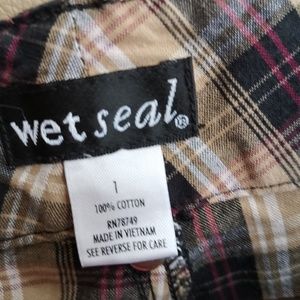 wet seal®
1
100% COTTON
RN78749
MADE IN VIETNAM
SEE REVERSE FOR CARE